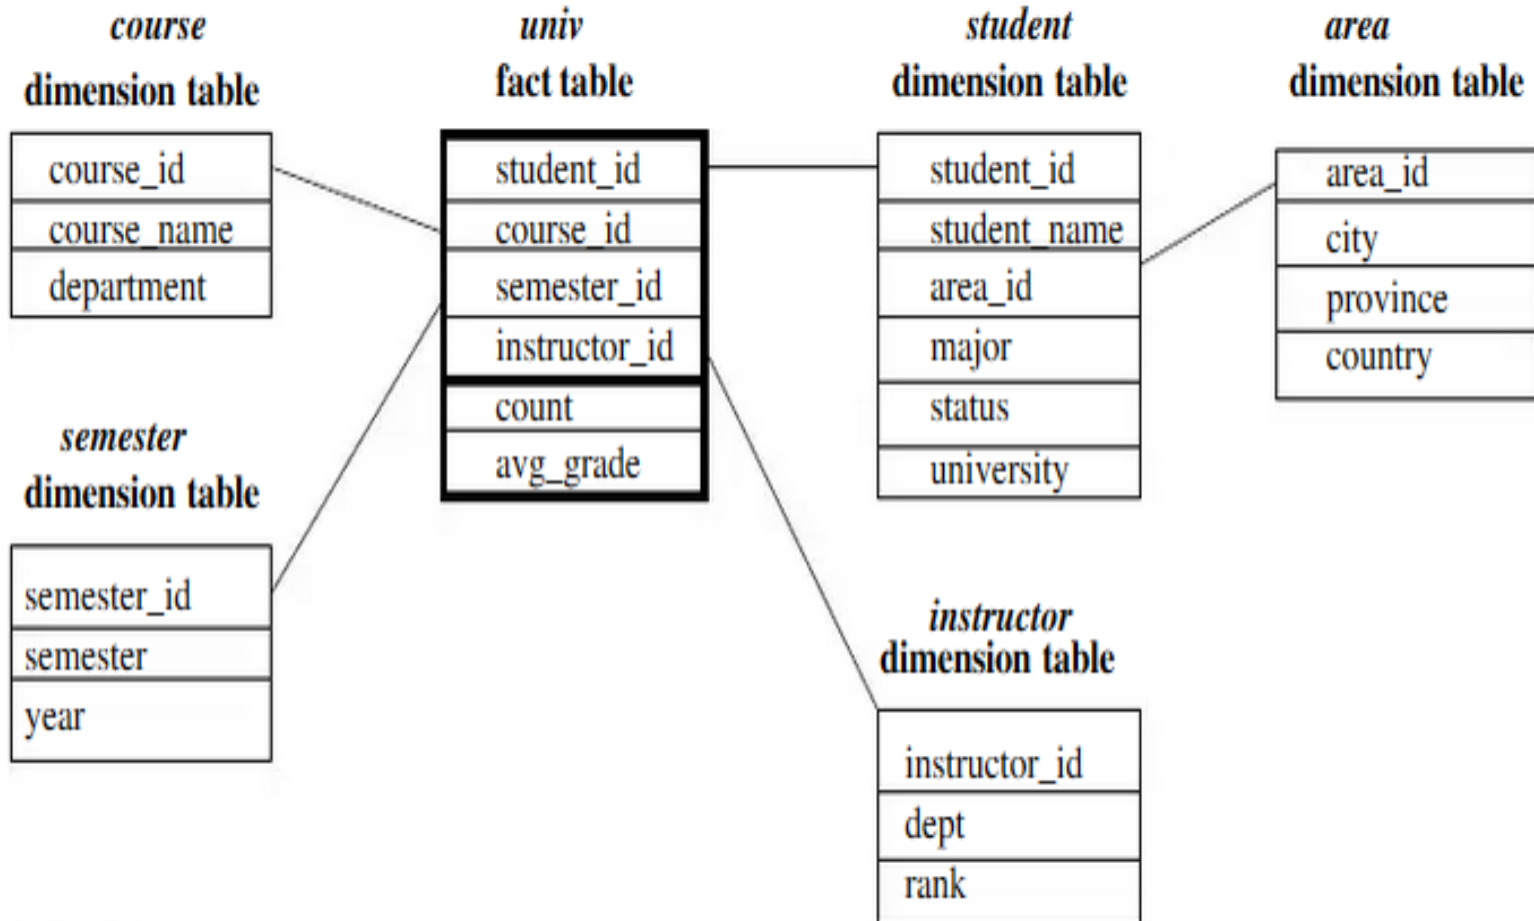 course
dimension table
course_id
course_name
department
univ
fact table
student_id
course_id
semester_id
instructor_id
count
avg_grade
student
dimension table
student_id
student_name
area_id
major
status
university
area
dimension table
area_id
city
province
country
semester
dimension table
semester_id
semester
year
instructor
dimension table
instructor_id
dept
rank